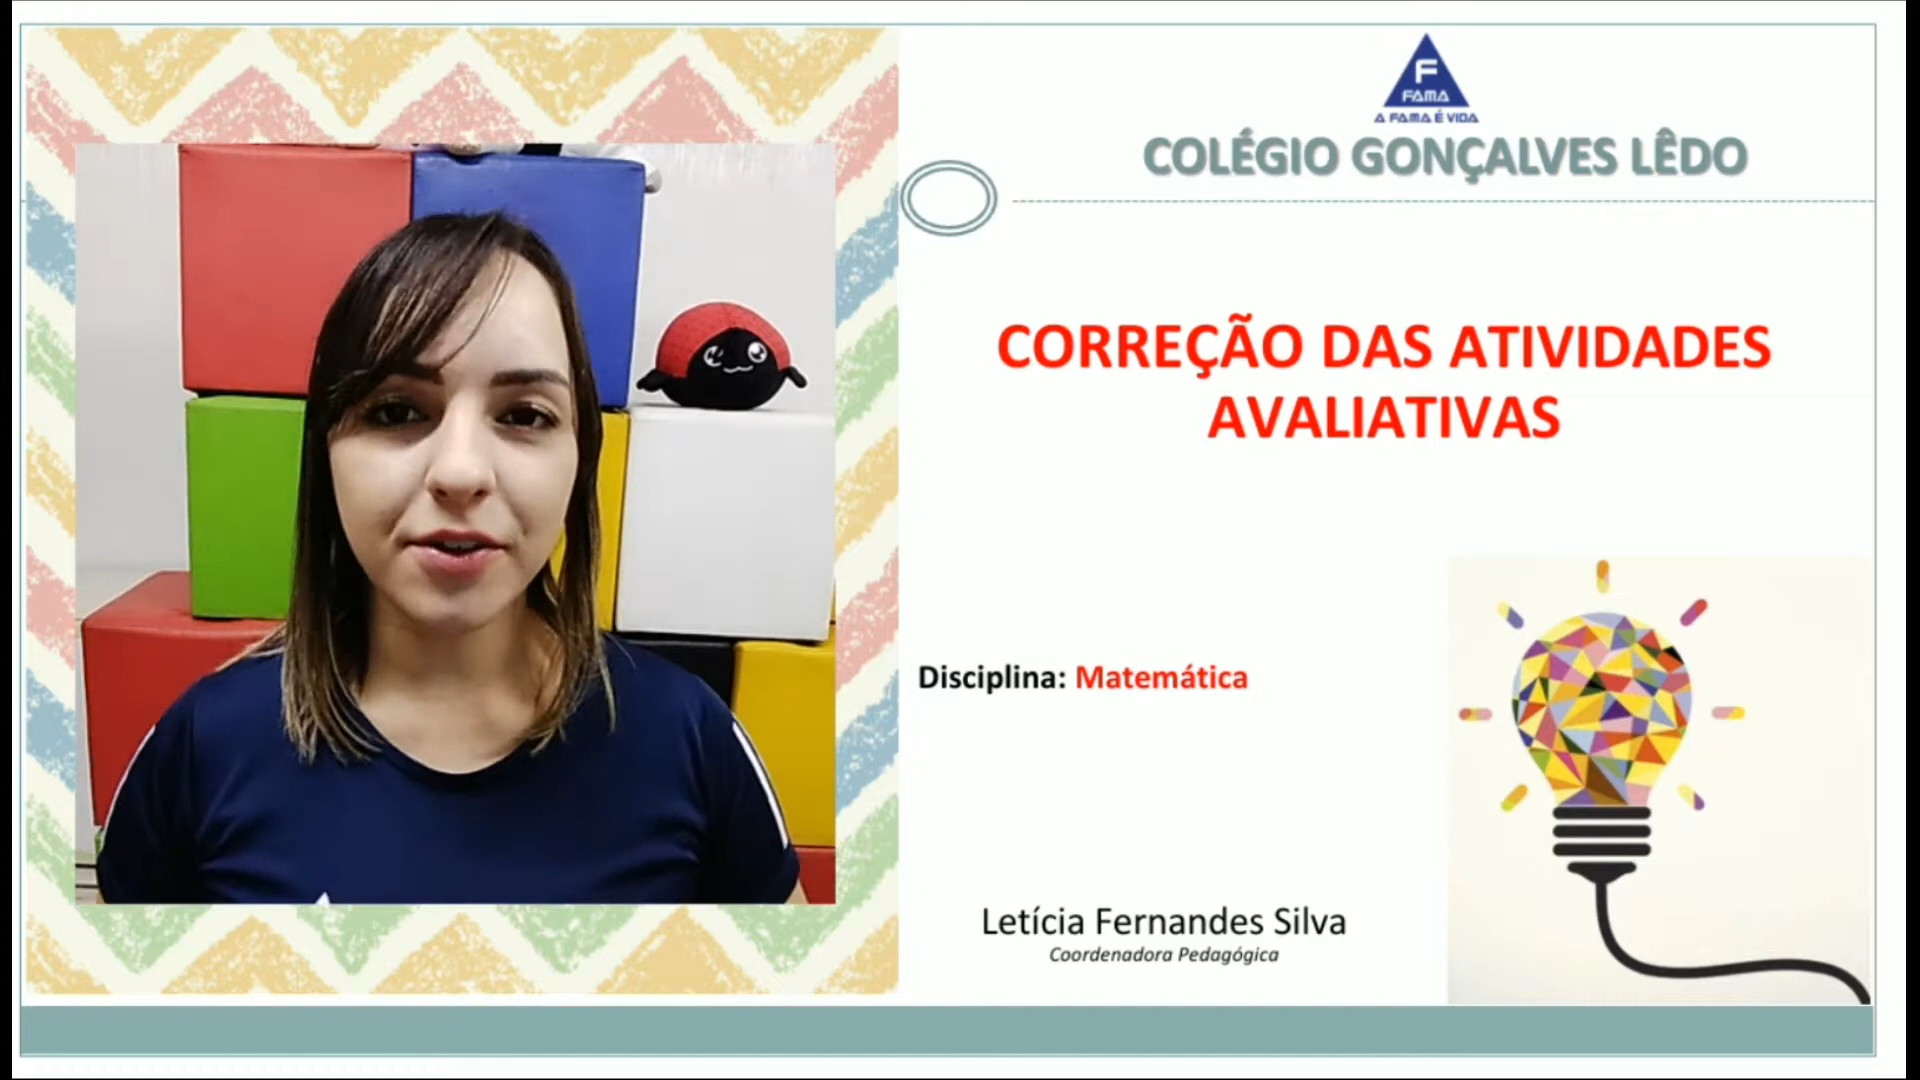 F
FAMA
A FAMA É VIDA
COLÉGIO GONÇALVES LÊDO
CORREÇÃO DAS ATIVIDADES
AVALIATIVAS
Disciplina: Matemática
Letícia Fernandes Silva
Coordenadora Pedagógica